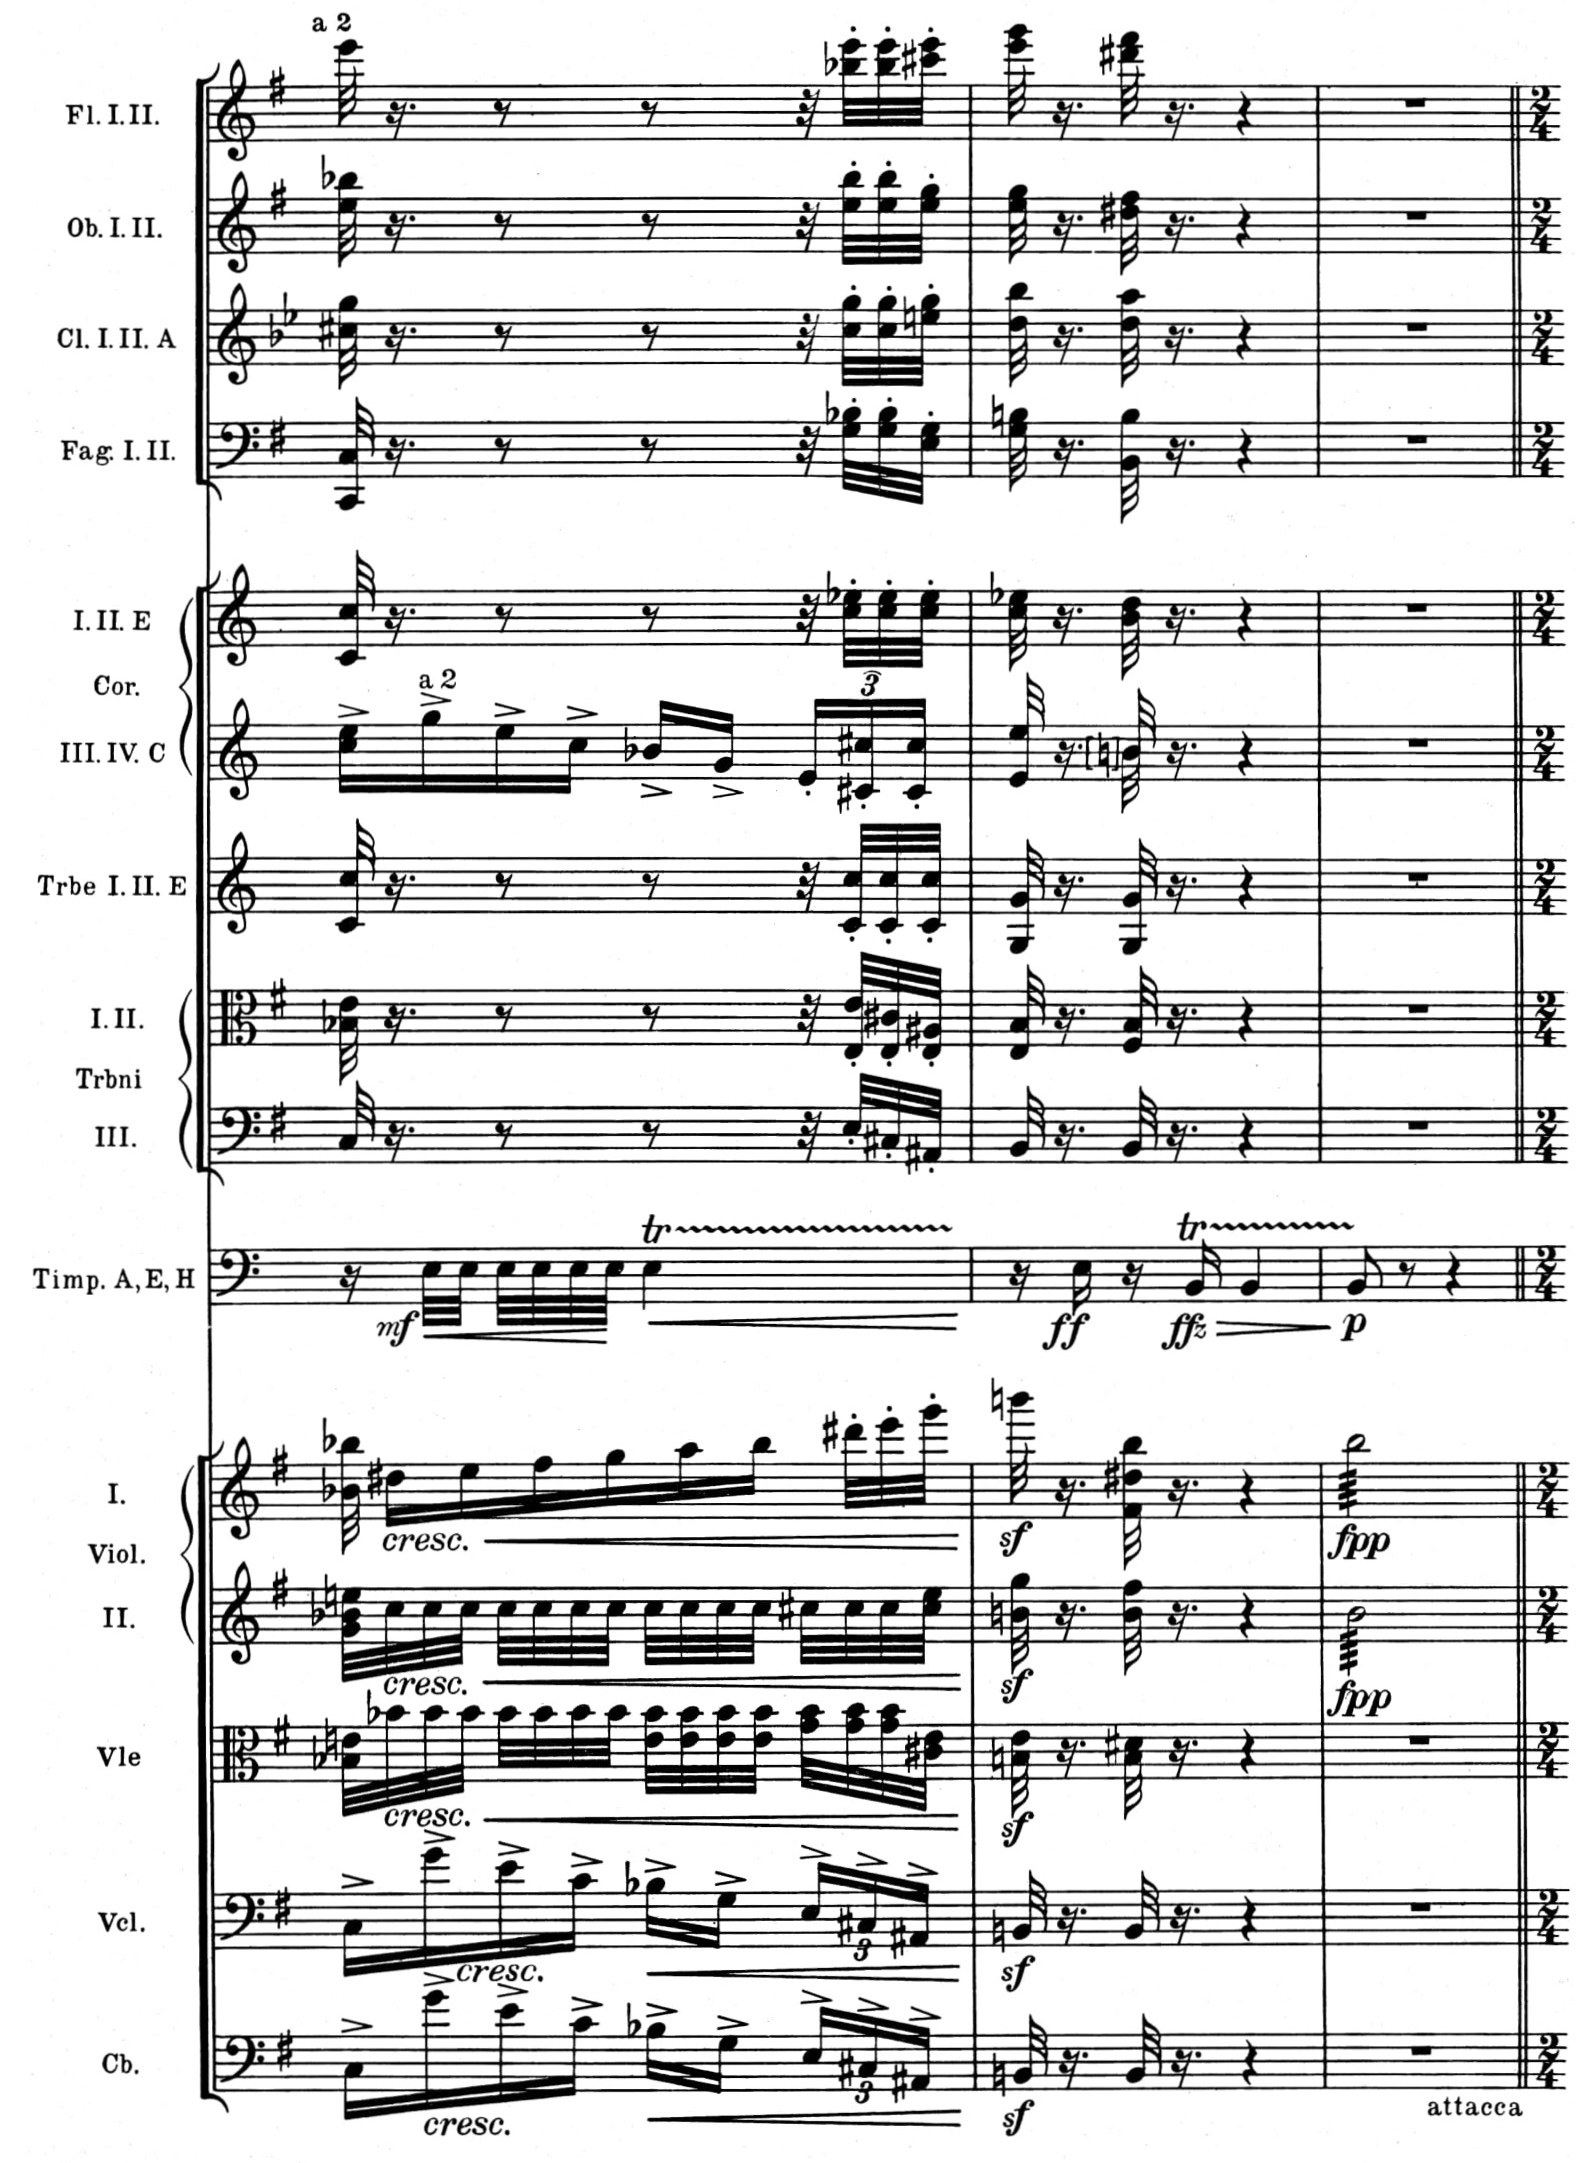 a 2
Fl. I. II.
Ob. I. II.
Cl. I. II. A
Fag. I. II.
I. II. E
Cor.
a 2
3
III. IV. C
Trbe I. II. E
I. II.
Trbni
III.
tr
tr
Timp. A, E, H
mf
ff
ffz
p
I.
cresc.
sf
fpp
Viol.
II.
cresc.
sf
fpp
Vle
cresc.
sf
Vcl.
3
cresc.
sf
Cb.
3
cresc.
sf
attacca
2
4